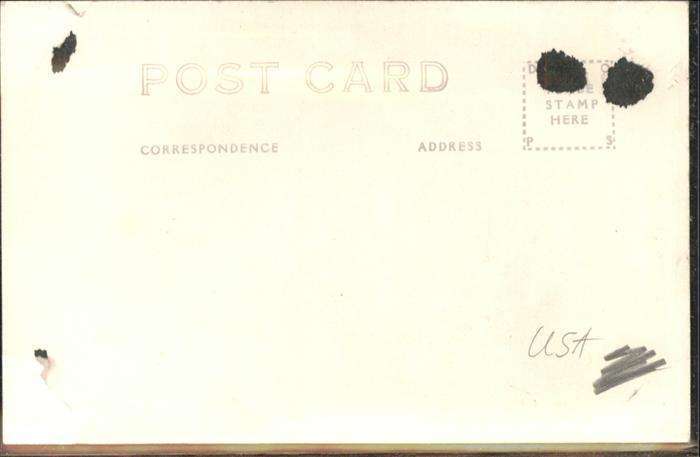 POST CARD
CORRESPONDENCE
ADDRESS
D O
STAMP
HERE
P S
USA